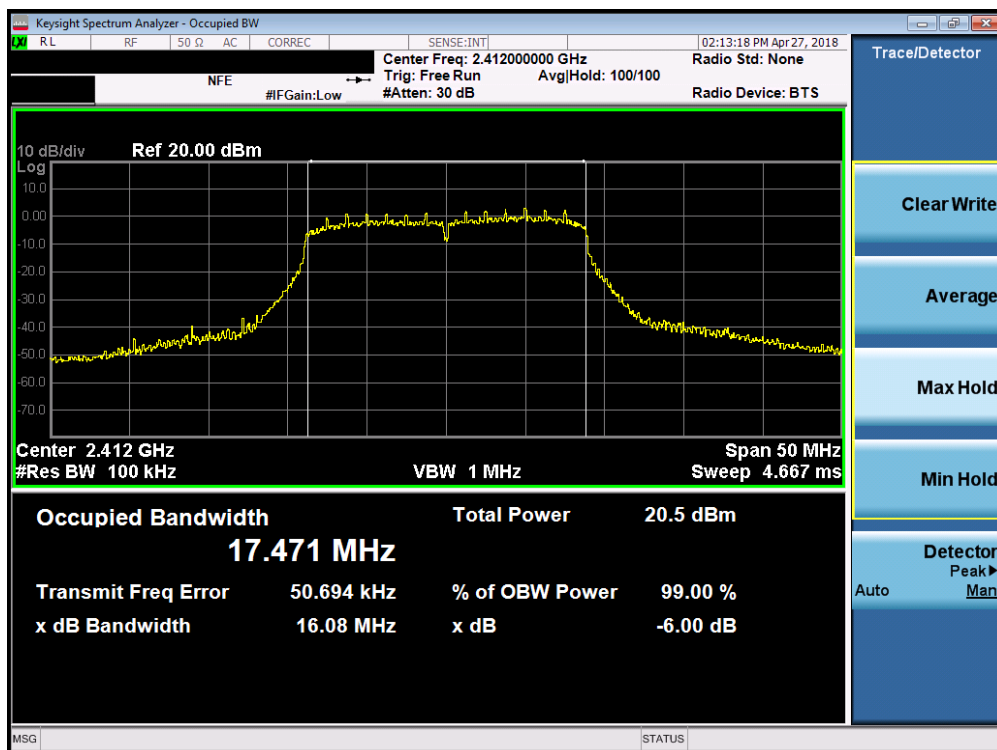 Keysight Spectrum Analyzer - Occupied BW
LXI RL RF 50 Ω AC CORREC SENSE:INT 02:13:18 PM Apr 27, 2018
Center Freq: 2.412000000 GHz Radio Std: None
NFE Trig: Free Run Avg|Hold: 100/100
#IFGain:Low #Atten: 30 dB Radio Device: BTS
10 dB/div Ref 20.00 dBm
Log
10.0
0.00
-10.0
-20.0
-30.0
-40.0
-50.0
-60.0
-70.0
Center 2.412 GHz Span 50 MHz
#Res BW 100 kHz VBW 1 MHz Sweep 4.667 ms
Occupied Bandwidth Total Power 20.5 dBm
17.471 MHz
Transmit Freq Error 50.694 kHz % of OBW Power 99.00 %
x dB Bandwidth 16.08 MHz x dB -6.00 dB
MSG STATUS
Trace/Detector
Clear Write
Average
Max Hold
Min Hold
Detector
Peak▶
Auto Man